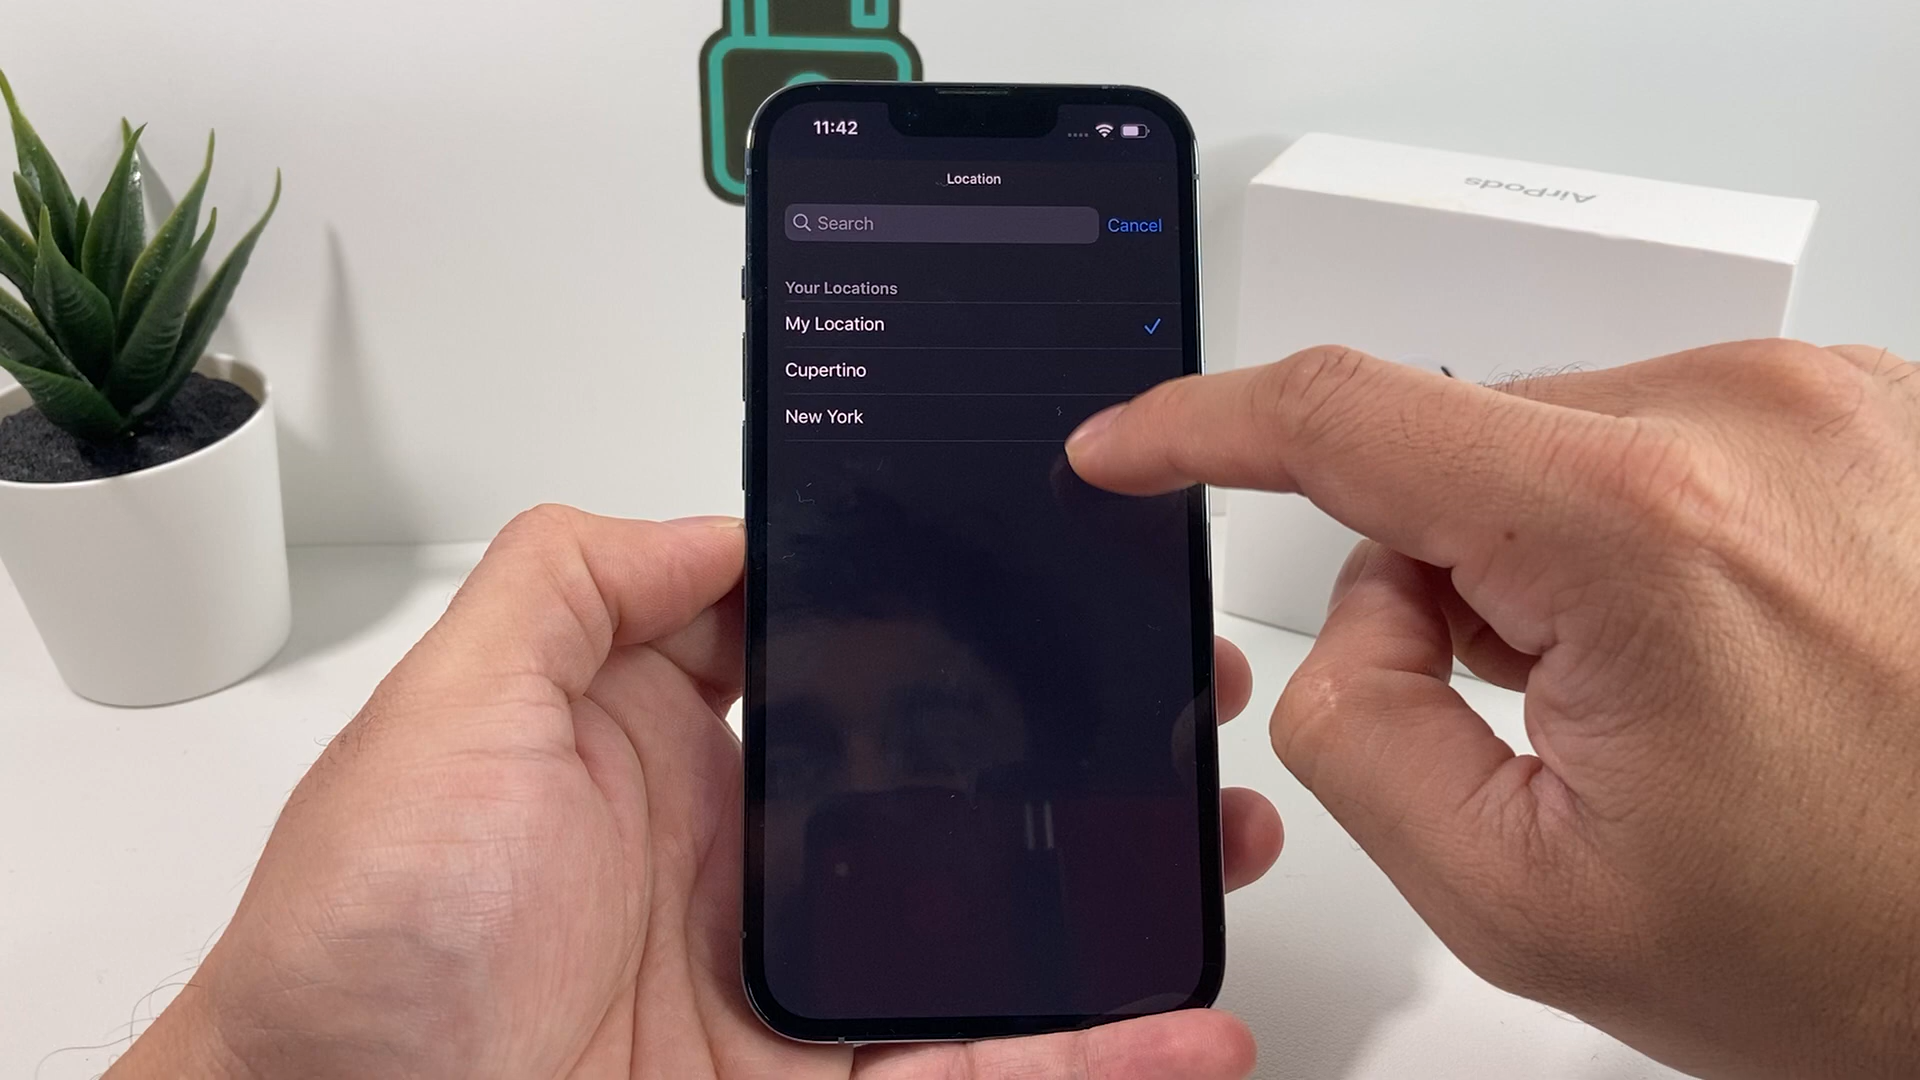 11:42
Location
Search
Cancel
Your Locations
My Location
Cupertino
New York
AirPods